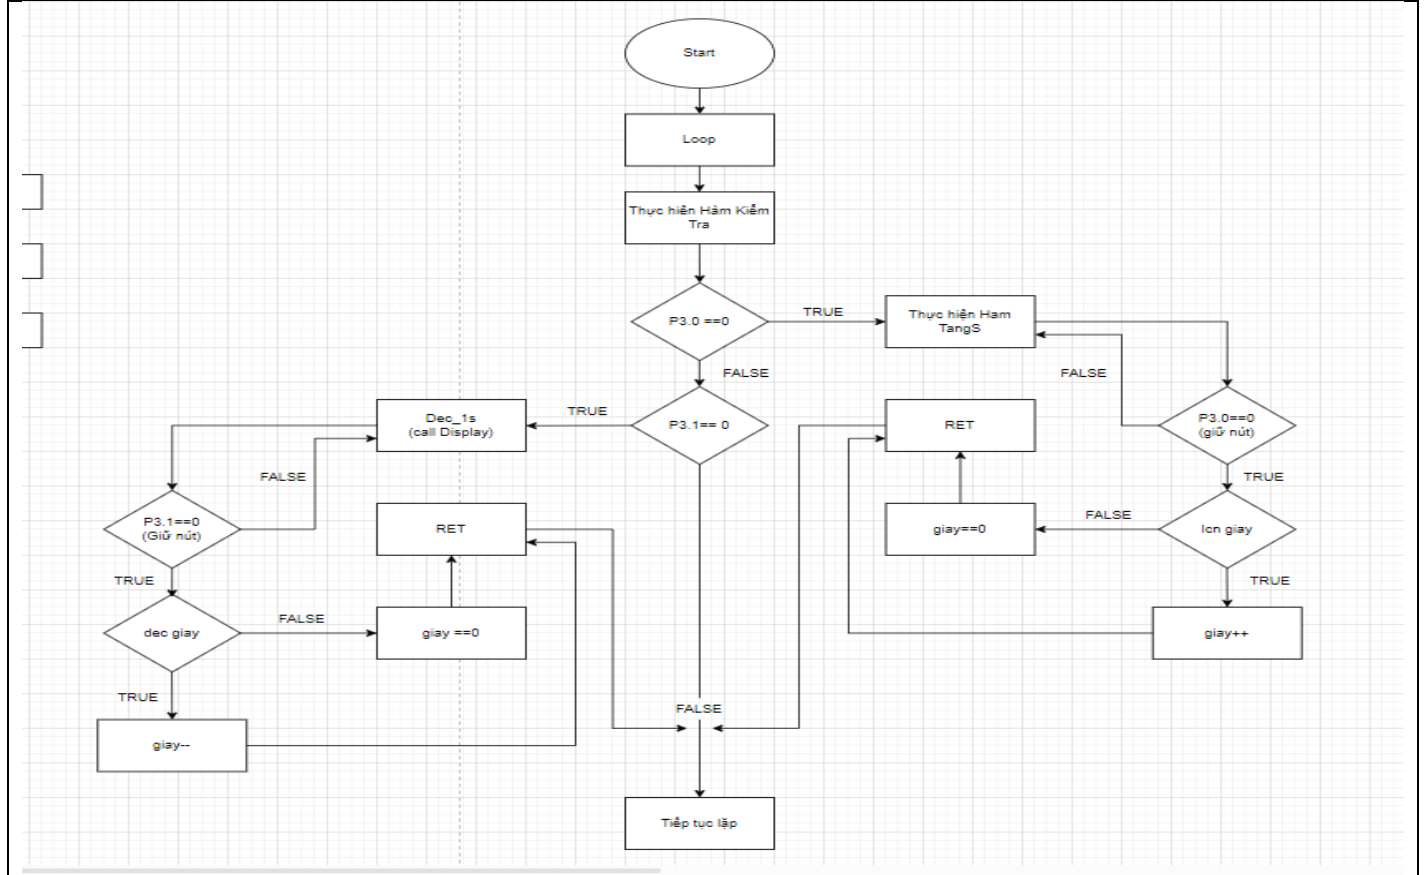 Start
Loop
Thực hiện Hàm Kiểm
Tra
P3.0 ==0
TRUE
Thực hiện Ham
TangS
FALSE
FALSE
P3.1== 0
TRUE
Dec_1s
(call Display)
RET
P3.0==0
(giữ nút)
FALSE
TRUE
P3.1==0
(Giữ nút)
RET
giay==0
FALSE
Icn giay
TRUE
TRUE
dec giay
FALSE
giay ==0
giay++
TRUE
FALSE
giay--
Tiếp tục lặp